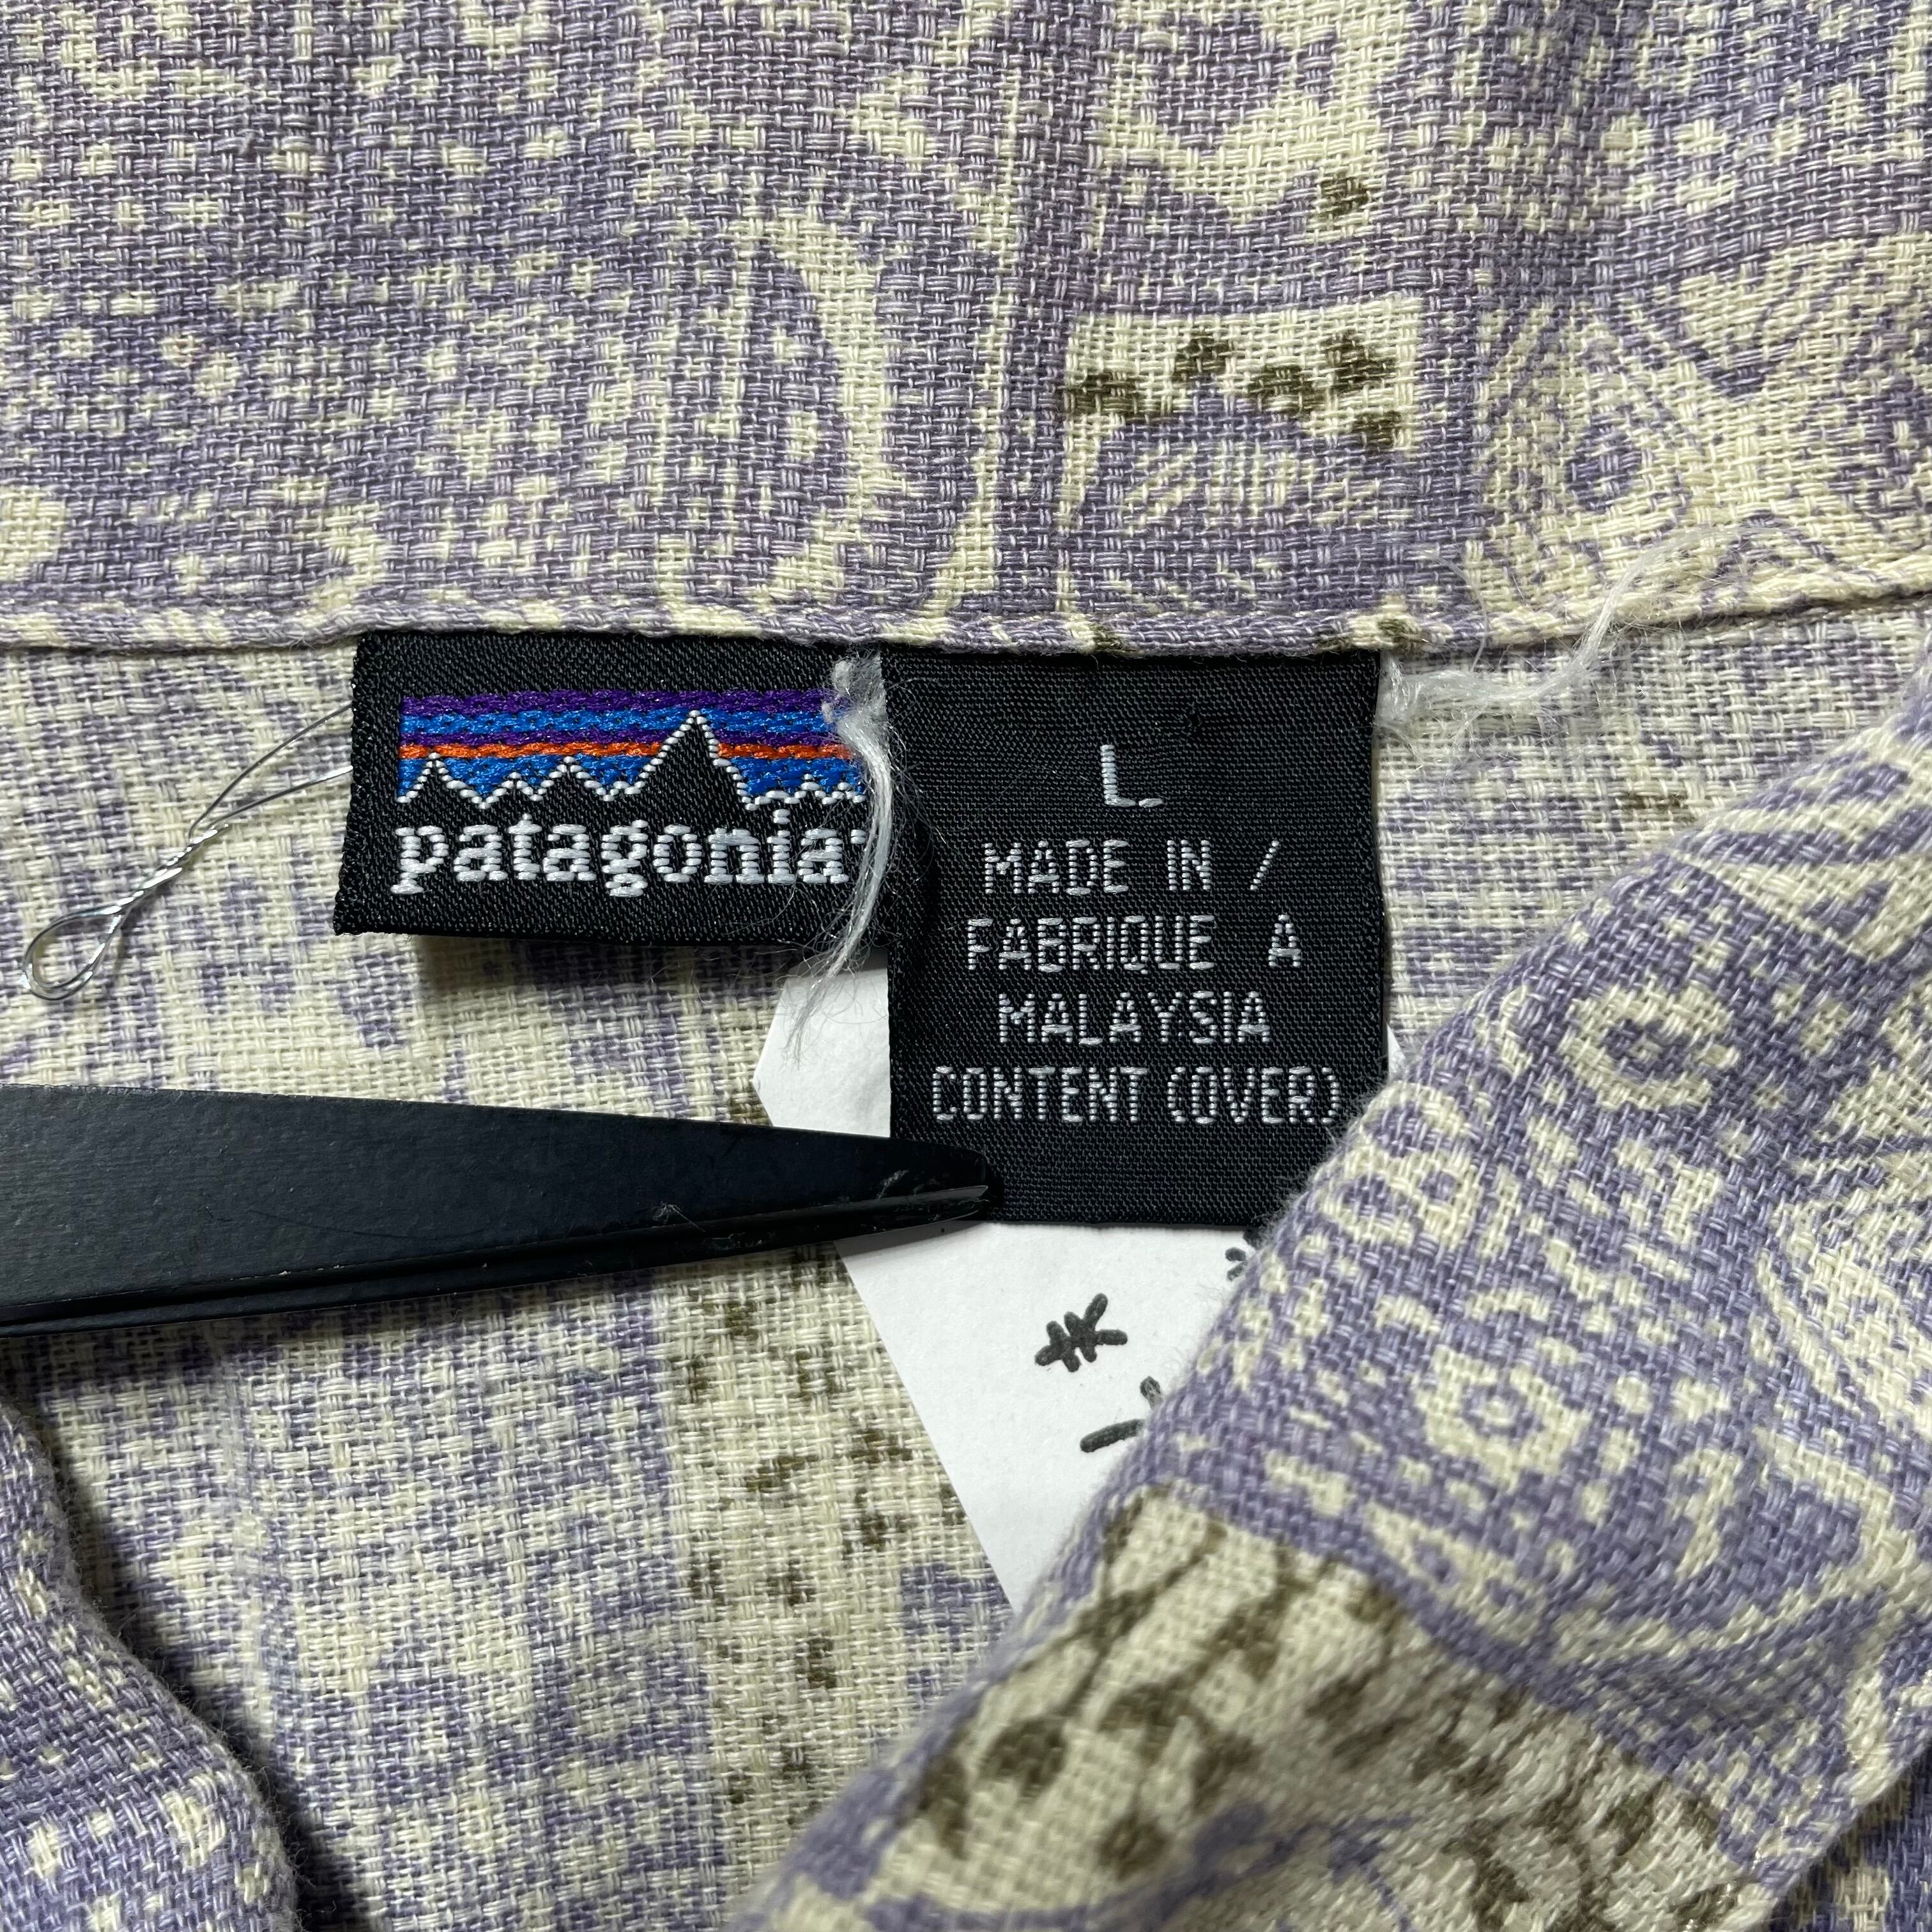 patagonia
L
MADE IN /
FABRIQUE A
MALAYSIA
CONTENT (OVER)